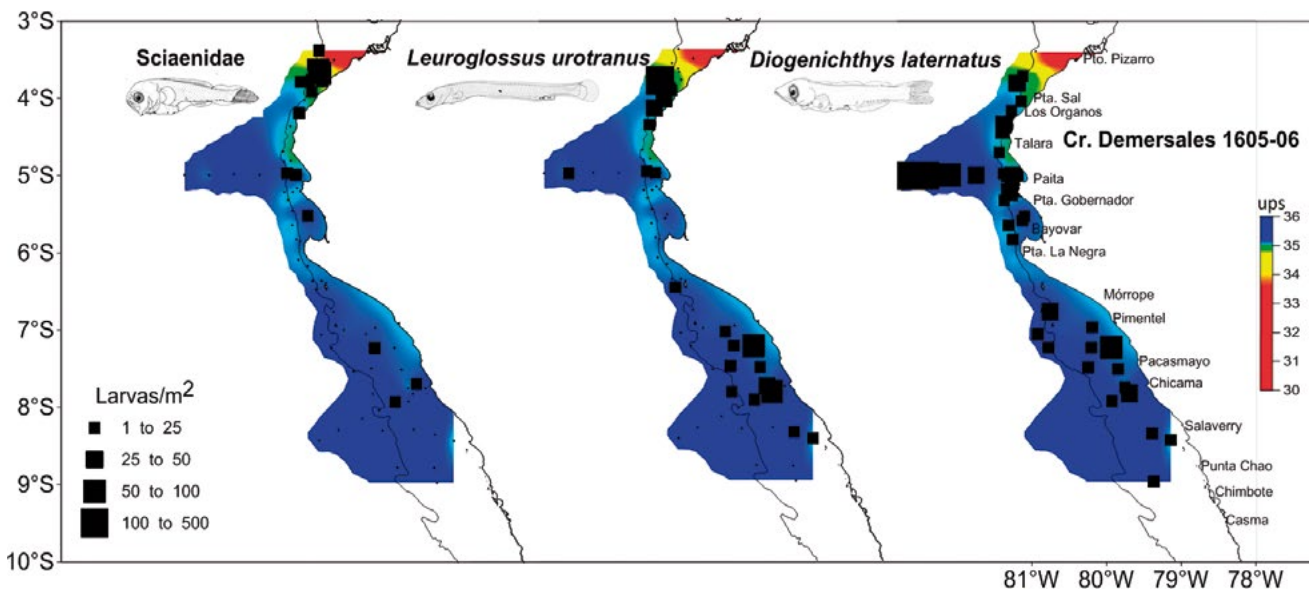 3°S
4°S
5°S
6°S
7°S
8°S
9°S
10°S
Sciaenidae
Leuroglossus urotranus
Diogenichthys laternatus
Cr. Demersales 1605-06
Pto. Pizarro
Pta. Sal
Los Organos
Talara
Paita
Pta. Gobernador
Bayovar
Pta. La Negra
Mórrope
Pimentel
Pacasmayo
Chicama
Salaverry
Punta Chao
Chimbote
Casma
ups
36
35
34
33
32
31
30
Larvas/m2
1 to 25
25 to 50
50 to 100
100 to 500
81°W 80°W 79°W 78°W